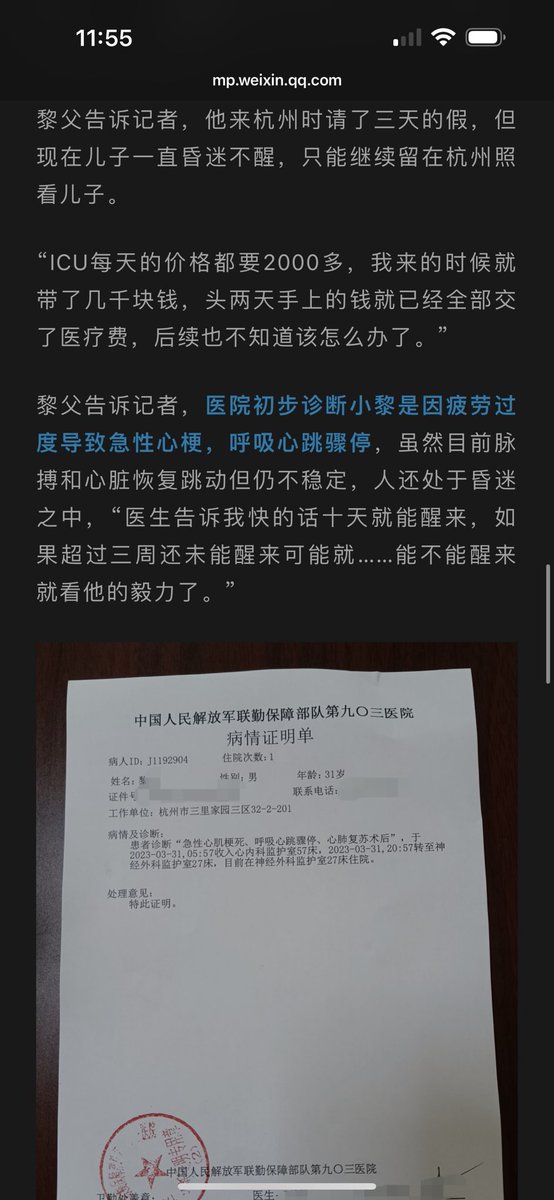 11:55
mp.weixin.qq.com
黎父告诉记者，他来杭州时请了三天的假，但
现在儿子一直昏迷不醒，只能继续留在杭州照
看儿子。
“ICU每天的价格都要2000多，我来的时候就
带了几千块钱，头两天手上的钱就已经全部交
了医疗费，后续也不知道该怎么办了。”
黎父告诉记者，医院初步诊断小黎是因疲劳过
度导致急性心梗，呼吸心跳骤停，虽然目前脉
搏和心脏恢复跳动但仍不稳定，人还处于昏迷
之中，“医生告诉我快的话十天就能醒来，如
果超过三周还未能醒来可能就……能不能醒来
就看他的毅力了。”
中国人民解放军联勤保障部队第九〇三医院
病情证明单
病人ID: J1192904 住院次数: 1
姓名: 性别: 男 年龄: 31岁
证件号 联系电话:
工作单位: 杭州市三里家园三区32-2-201
病情及诊断:
患者诊断“急性心肌梗死、呼吸心跳骤停、心肺复苏术后”，于
2023-03-31,05:57收入心内科监护室57床，2023-03-31,20:57转至神
经外科监护室27床，目前在神经外科监护室27床住院。
处理意见:
特此证明。
中国人民解放军联勤保障部队第九〇三医院
医生: